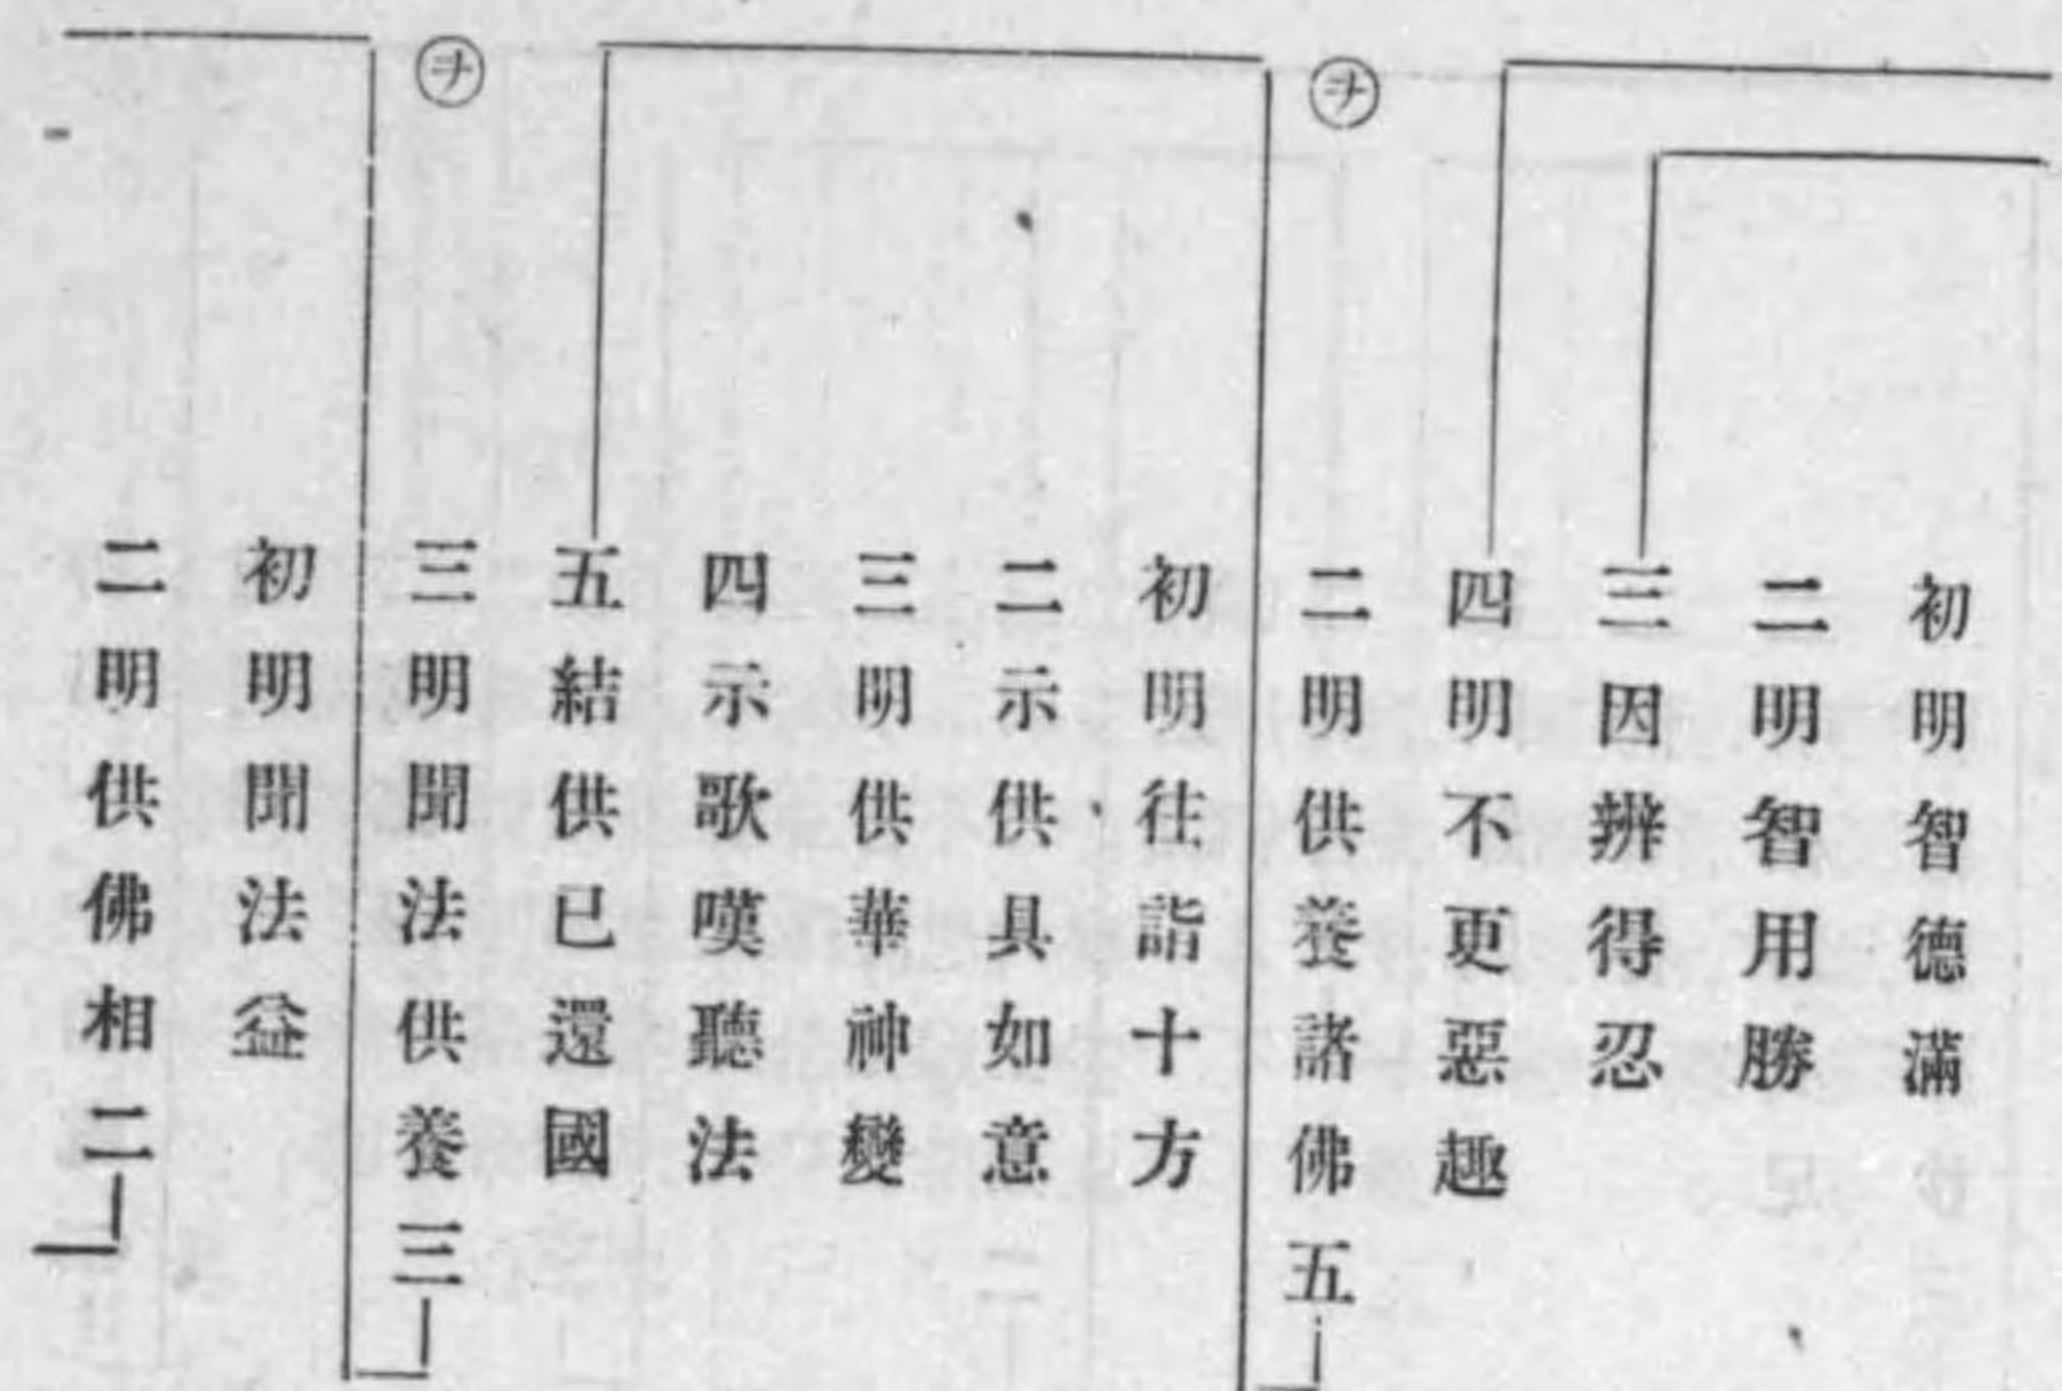 初明智德滿
二明智用勝
三因辨得忍
四明不更惡趣
㋾
二明供養諸佛五
初明往詣十方
二示供具如意
三明供華神變
四示歌嘆聽法
五結供已還國
㋾
三明聞法供養三
初明聞法益
二明供佛相二